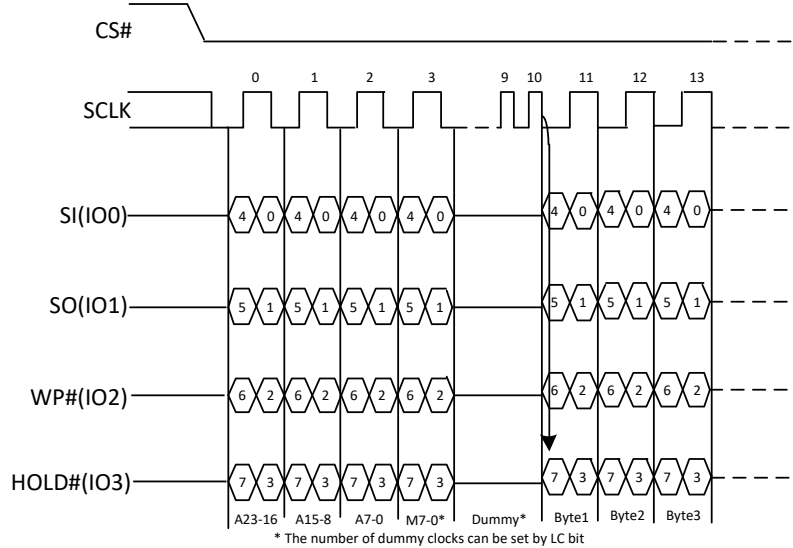 CS#
0 1 2 3 9 10 11 12 13
SCLK
SI(IO0) 4 0 4 0 4 0 4 0 4 0 4 0 4 0
SO(IO1) 5 1 5 1 5 1 5 1 5 1 5 1 5 1
WP#(IO2) 6 2 6 2 6 2 6 2 6 2 6 2 6 2
HOLD#(IO3) 7 3 7 3 7 3 7 3 7 3 7 3 7 3
A23-16 A15-8 A7-0 M7-0* Dummy* Byte1 Byte2 Byte3
* The number of dummy clocks can be set by LC bit